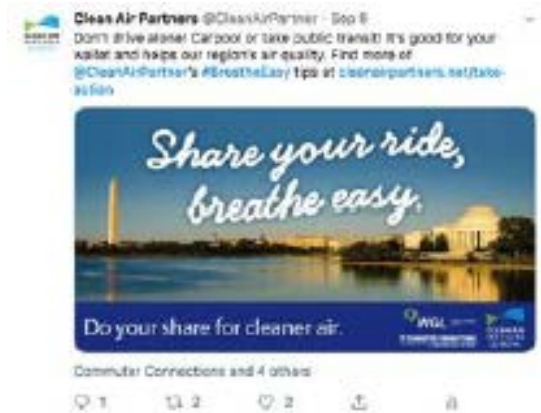 Clean Air Partners @CleanAirPartner · Sep 8
Don't drive alone! Carpool or take public transit! It's good for your
wallet and helps our region's air quality. Find more of
@CleanAirPartner's #BreatheEasy tips at cleanairpartners.net/take-
action
Share your ride,
breathe easy.
Do your share for cleaner air.
WGL
Commuter Connections and 4 others
1 2 2